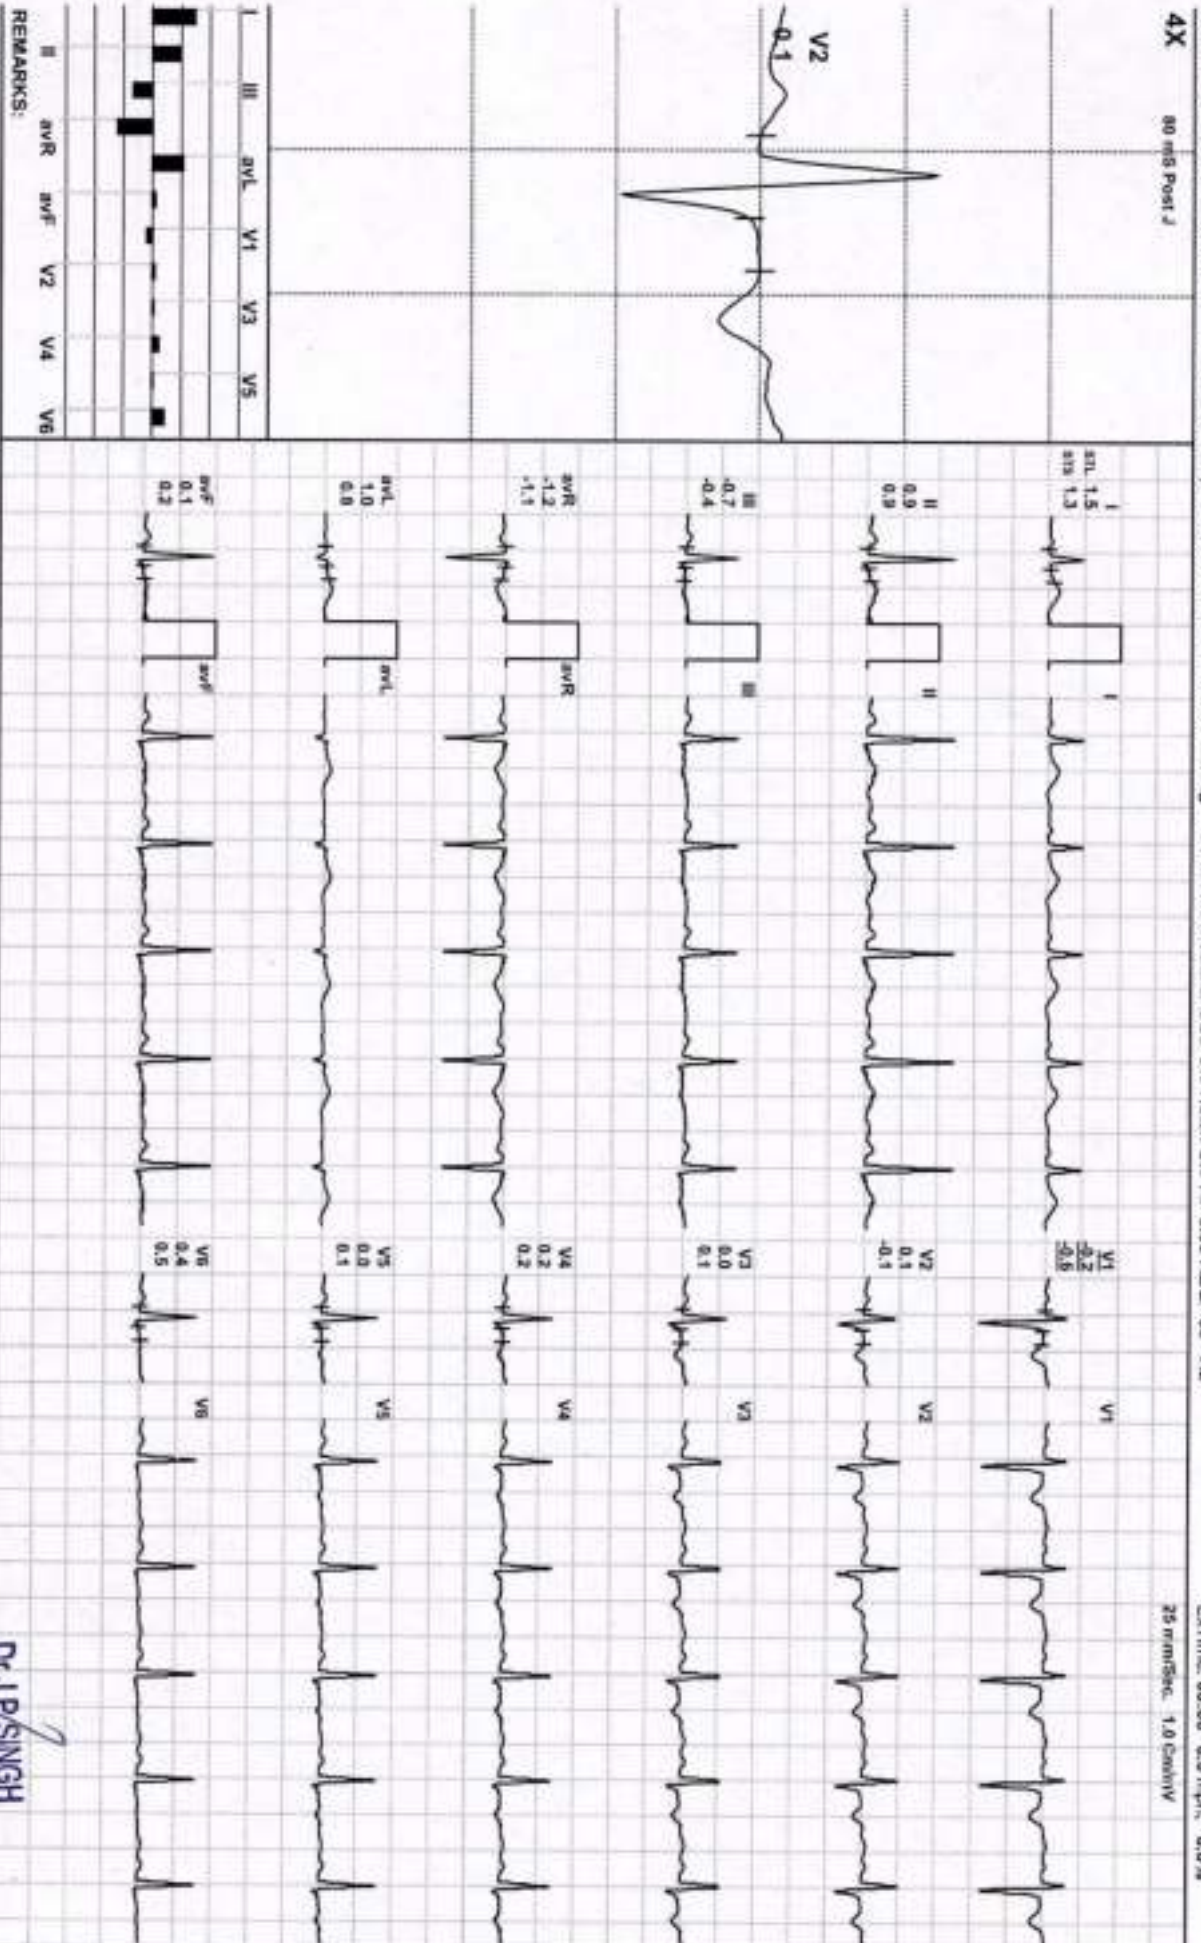 4X
80 mS Post J
25 mm/Sec. 1.0 Cm/mV
V2
-0.1
I
STL 1.5
STS 1.3
I
V1
-0.2
-0.6
V1
II
0.9
0.9
II
V2
0.1
-0.1
V2
III
-0.7
-0.4
III
V3
0.0
0.1
V3
avR
-1.2
-1.1
avR
V4
0.2
0.2
V4
avL
1.0
0.8
avL
V5
0.0
0.1
V5
avF
0.1
0.2
avF
V6
0.4
0.5
V6
I III avL V1 V3 V5
II avR avF V2 V4 V6
REMARKS: